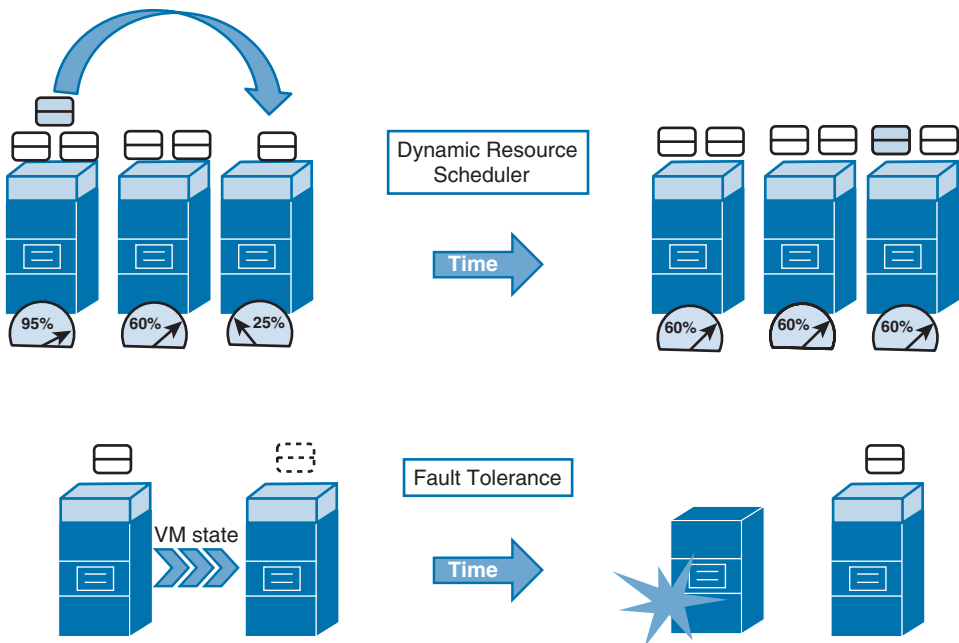 Dynamic Resource
Scheduler
Time
95%
60%
25%
60%
60%
60%
Fault Tolerance
VM state
Time